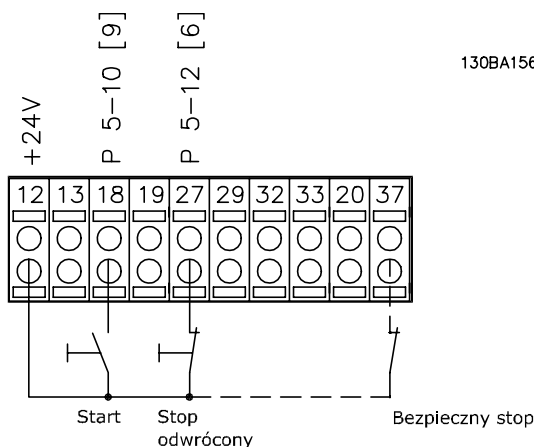 +24V
P 5-10 [9]
P 5-12 [6]
130BA156
12 13 18 19 27 29 32 33 20 37
Start
Stop
odwrócony
Bezpieczny stop